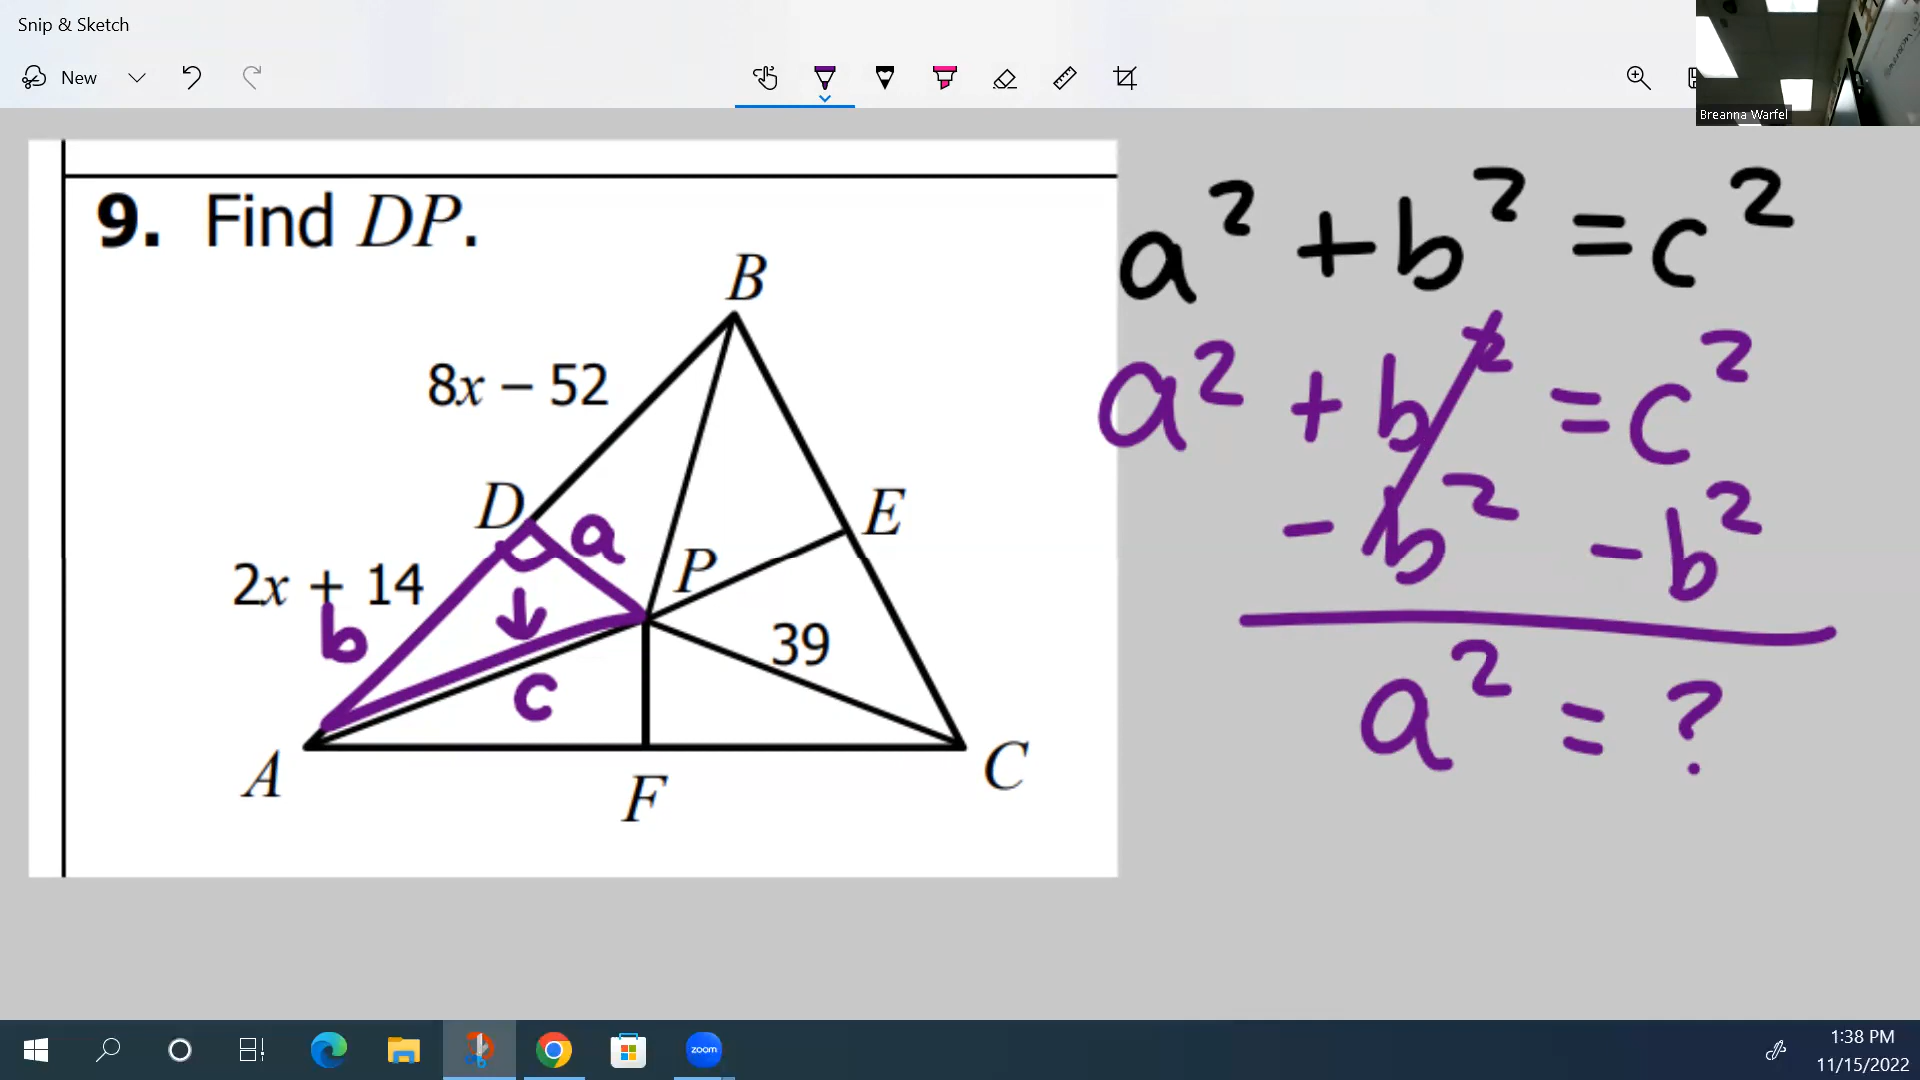 Snip & Sketch
New
Breanna Warfel
9. Find DP.
B
8x – 52
D
a
E
P
2x + 14
b
39
c
A
F
C
a² + b² = c²
a² + b² = c²
- b² - b²
a² = ?
zoom
1:38 PM
11/15/2022